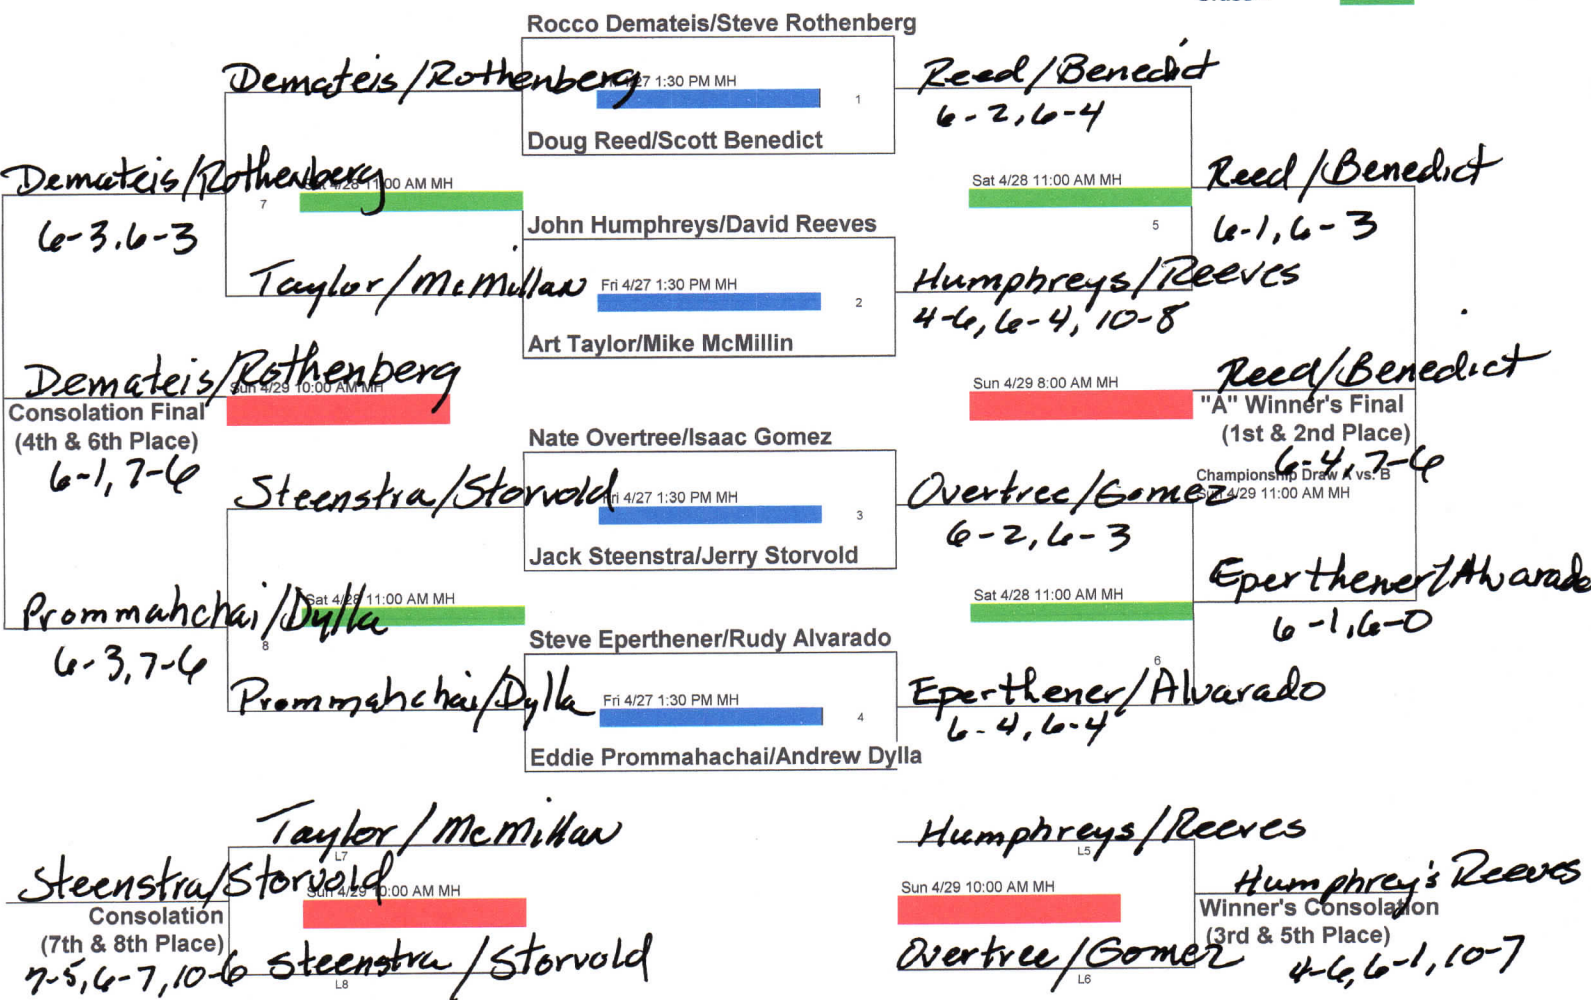 Rocco Demateis/Steve Rothenberg
Demateis/Rothenberg
27 1:30 PM MH
1
Reed/Benedict
6-2, 6-4
Doug Reed/Scott Benedict
Demateis/Rothenberg
Sat 4/28 11:00 AM MH
7
6-3, 6-3
Sat 4/28 11:00 AM MH
5
Reed/Benedict
6-1, 6-3
John Humphreys/David Reeves
Taylor/McMillan
Fri 4/27 1:30 PM MH
2
Humphreys/Reeves
4-6, 6-4, 10-8
Art Taylor/Mike McMillin
Demateis/Rothenberg
Sun 4/29 10:00 AM MH
Consolation Final
(4th & 6th Place)
6-1, 7-6
Sun 4/29 8:00 AM MH
Reed/Benedict
"A" Winner's Final
(1st & 2nd Place)
6-4, 7-6
Championship Draw A vs. B
Sun 4/29 11:00 AM MH
Nate Overtree/Isaac Gomez
Steenstra/Storvold
Fri 4/27 1:30 PM MH
3
Overtree/Gomez
6-2, 6-3
Jack Steenstra/Jerry Storvold
Prommahchai/Dylla
Sat 4/28 11:00 AM MH
8
6-3, 7-6
Sat 4/28 11:00 AM MH
6
Eperthener/Alvarado
6-1, 6-0
Steve Eperthener/Rudy Alvarado
Prommahchai/Dylla
Fri 4/27 1:30 PM MH
4
Eperthener/Alvarado
6-4, 6-4
Eddie Prommahachai/Andrew Dylla
Taylor/McMillan
L7
Steenstra/Storvold
Sun 4/29 10:00 AM MH
Consolation
(7th & 8th Place)
7-5, 6-7, 10-6
Steenstra/Storvold
L8
Humphreys/Reeves
L5
Sun 4/29 10:00 AM MH
Humphrey's Reeves
Winner's Consolation
(3rd & 5th Place)
4-6, 6-1, 10-7
Overtree/Gomez
L6